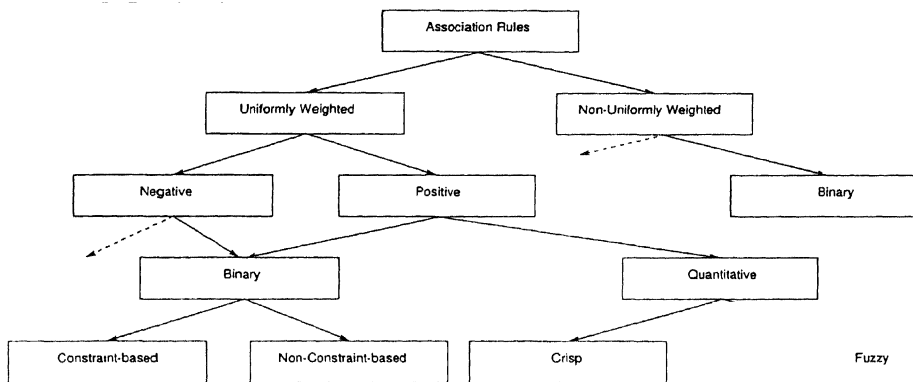 Association Rules
Uniformly Weighted
Non-Uniformly Weighted
Negative
Positive
Binary
Binary
Quantitative
Constraint-based
Non-Constraint-based
Crisp
Fuzzy